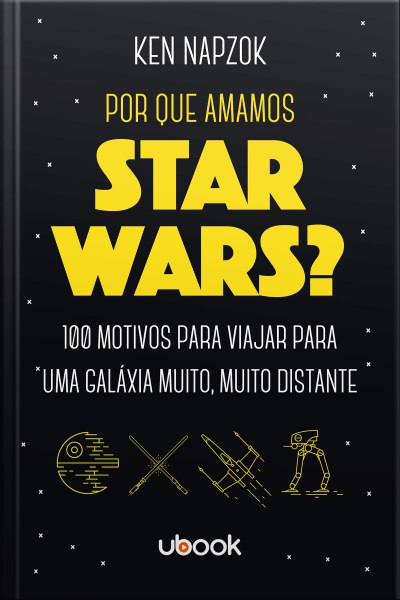 KEN NAPZOK
POR QUE AMAMOS
STAR
WARS?
100 MOTIVOS PARA VIAJAR PARA
UMA GALÁXIA MUITO, MUITO DISTANTE
ubook